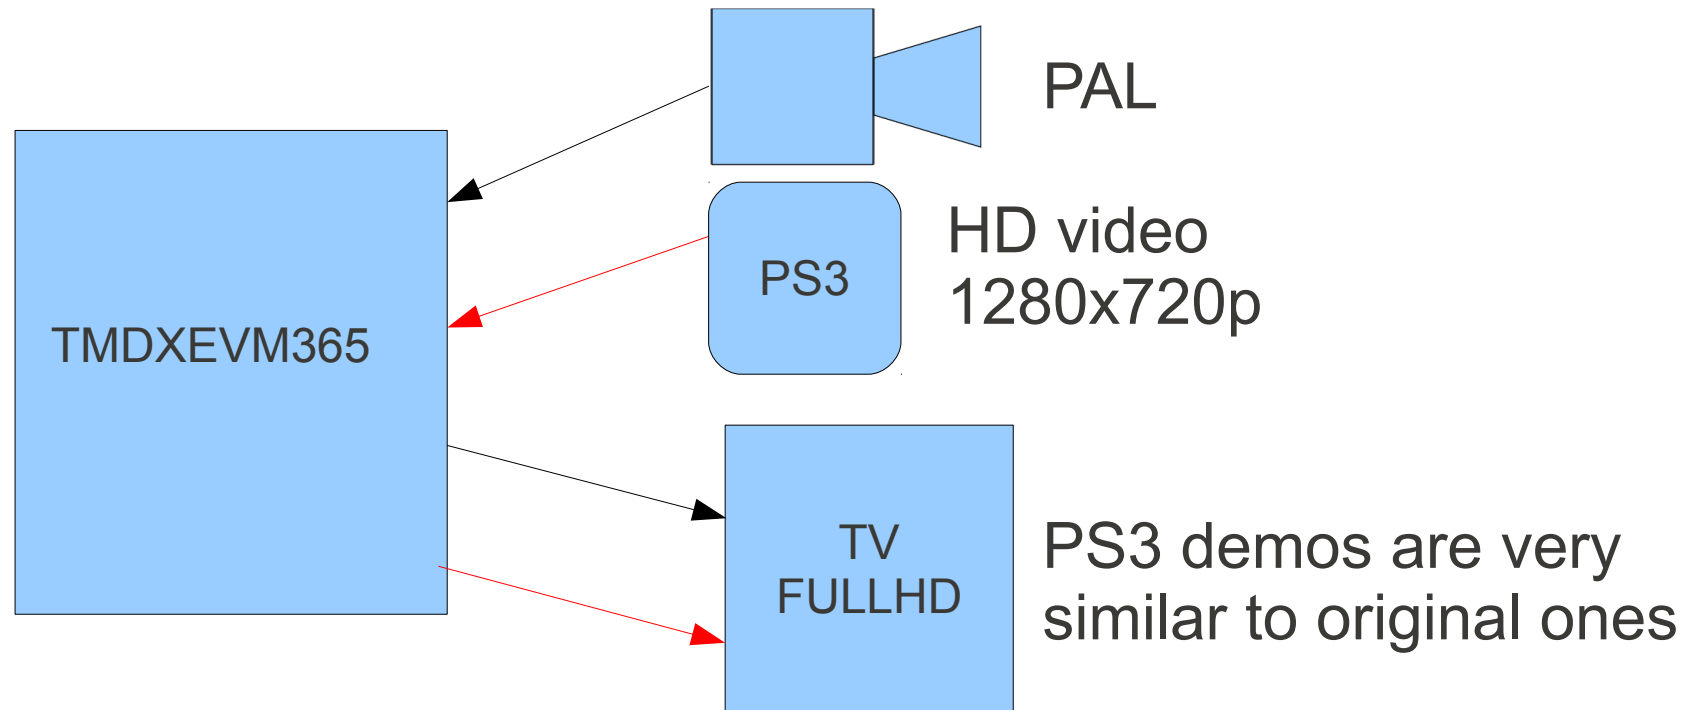 PAL
HD video
1280x720p
PS3
TMDXEVM365
TV
FULLHD
PS3 demos are very
similar to original ones